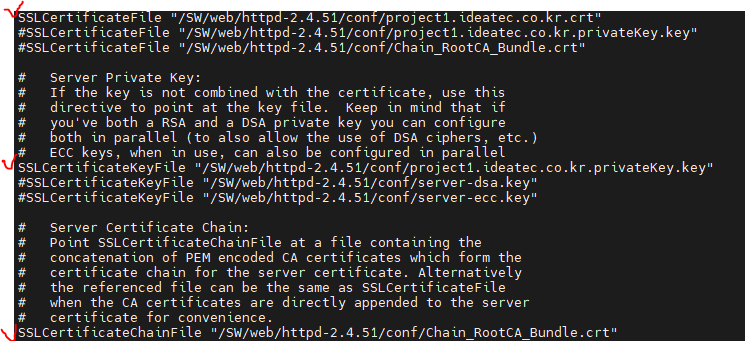 SSLCertificateFile "/SW/web/httpd-2.4.51/conf/project1.ideatec.co.kr.crt"
#SSLCertificateFile "/SW/web/httpd-2.4.51/conf/project1.ideatec.co.kr.privateKey.key"
#SSLCertificateFile "/SW/web/httpd-2.4.51/conf/Chain_RootCA_Bundle.crt"
#   Server Private Key:
#   If the key is not combined with the certificate, use this
#   directive to point at the key file.  Keep in mind that if
#   you've both a RSA and a DSA private key you can configure
#   both in parallel (to also allow the use of DSA ciphers, etc.)
#   ECC keys, when in use, can also be configured in parallel
SSLCertificateKeyFile "/SW/web/httpd-2.4.51/conf/project1.ideatec.co.kr.privateKey.key"
#SSLCertificateKeyFile "/SW/web/httpd-2.4.51/conf/server-dsa.key"
#SSLCertificateKeyFile "/SW/web/httpd-2.4.51/conf/server-ecc.key"
#   Server Certificate Chain:
#   Point SSLCertificateChainFile at a file containing the
#   concatenation of PEM encoded CA certificates which form the
#   certificate chain for the server certificate. Alternatively
#   the referenced file can be the same as SSLCertificateFile
#   when the CA certificates are directly appended to the server
#   certificate for convenience.
SSLCertificateChainFile "/SW/web/httpd-2.4.51/conf/Chain_RootCA_Bundle.crt"